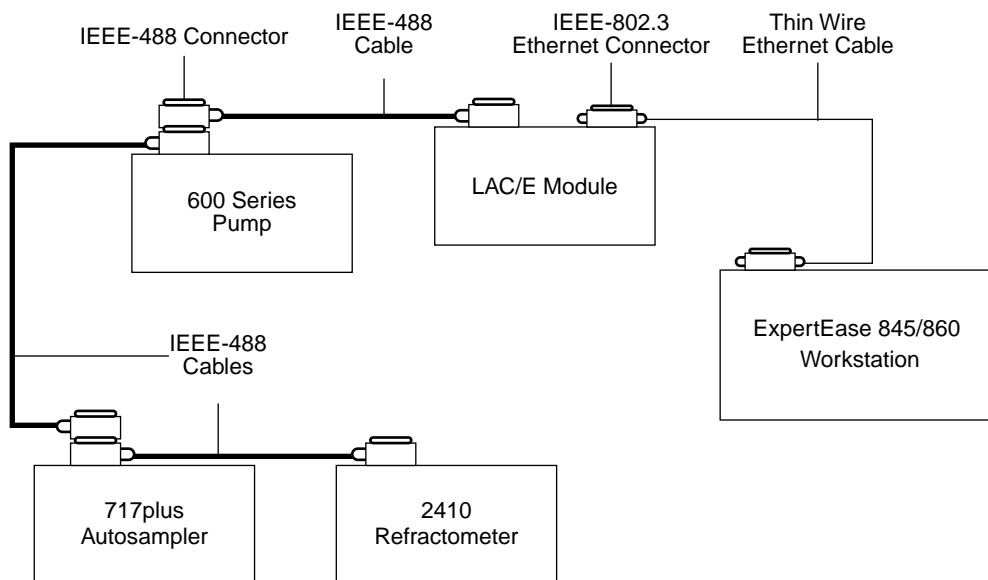 IEEE-488 Connector
IEEE-488
Cable
IEEE-802.3
Ethernet Connector
Thin Wire
Ethernet Cable
600 Series
Pump
LAC/E Module
ExpertEase 845/860
Workstation
IEEE-488
Cables
717plus
Autosampler
2410
Refractometer